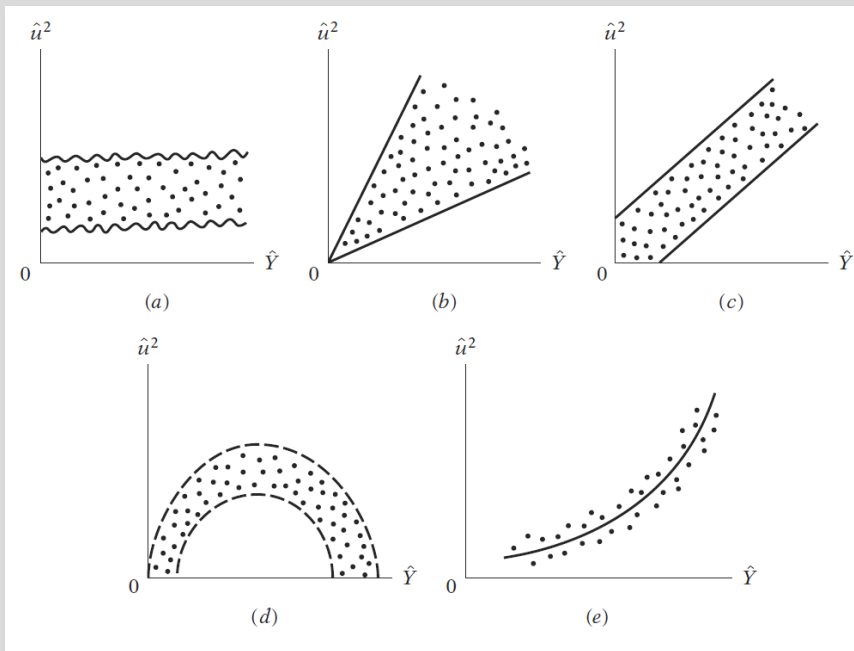 û² û² û²
0 Ŷ 0 Ŷ 0 Ŷ
(a) (b) (c)
û² û²
0 Ŷ 0 Ŷ
(d) (e)